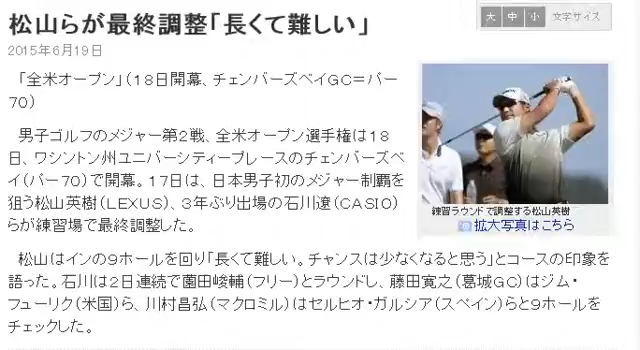 松山らが最終調整「長くて難しい」
大 中 小 文字サイズ
2015年6月19日
「全米オープン」(18日開幕、チェンバーズベイGC=パー
70)
男子ゴルフのメジャー第2戦、全米オープン選手権は18
日、ワシントン州ユニバーシティープレースのチェンバーズベ
イ(パー70)で開幕。17日は、日本男子初のメジャー制覇を
狙う松山英樹(LEXUS)、3年ぶり出場の石川遼(CASIO)
らが練習場で最終調整した。
練習ラウンドで調整する松山英樹
拡大写真はこちら
松山はインの9ホールを回り「長くて難しい。チャンスは少なくなると思う」とコースの印象を
語った。石川は2日連続で薗田峻輔(フリー)とラウンドし、藤田寛之(葛城GC)はジム・
フューリク(米国)ら、川村昌弘(マクロミル)はセルヒオ・ガルシア(スペイン)らと9ホールを
チェックした。